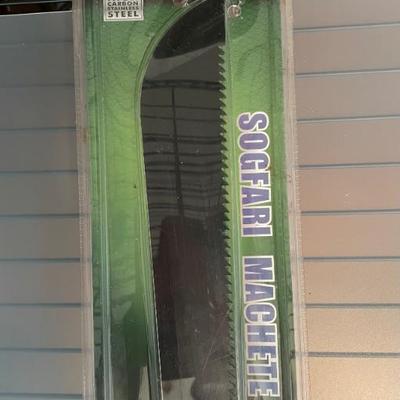 CARBON
STAINLESS
STEEL
SOGFARI MACHETE